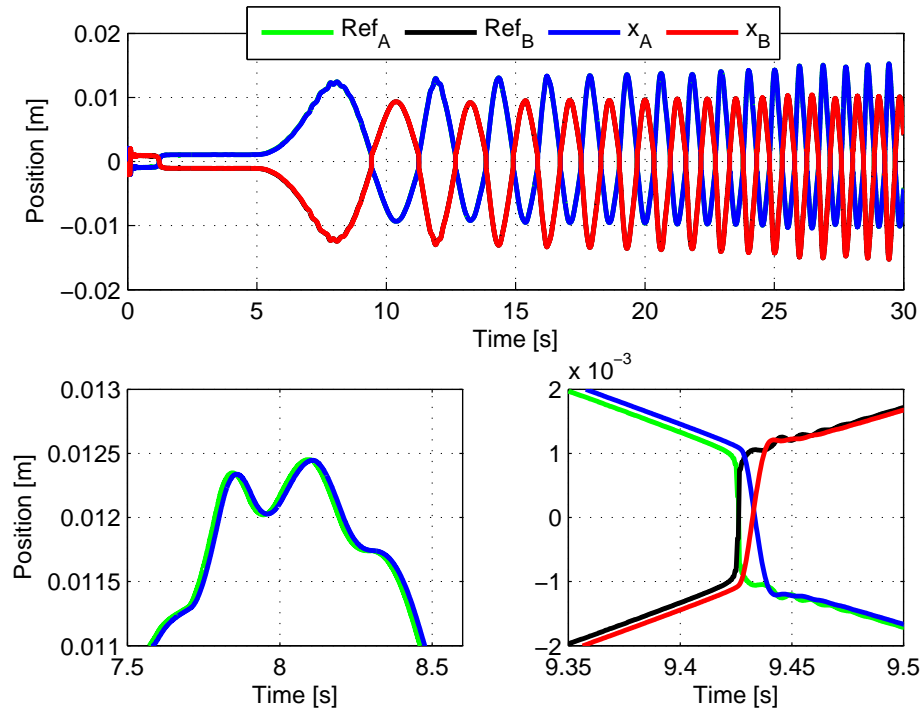 Ref_A Ref_B x_A x_B
0.02
0.01
0
−0.01
−0.02
Position [m]
0 5 10 15 20 25 30
Time [s]
0.013
0.0125
0.012
0.0115
0.011
Position [m]
7.5 8 8.5
Time [s]
x 10^−3
2
1
0
−1
−2
9.35 9.4 9.45 9.5
Time [s]